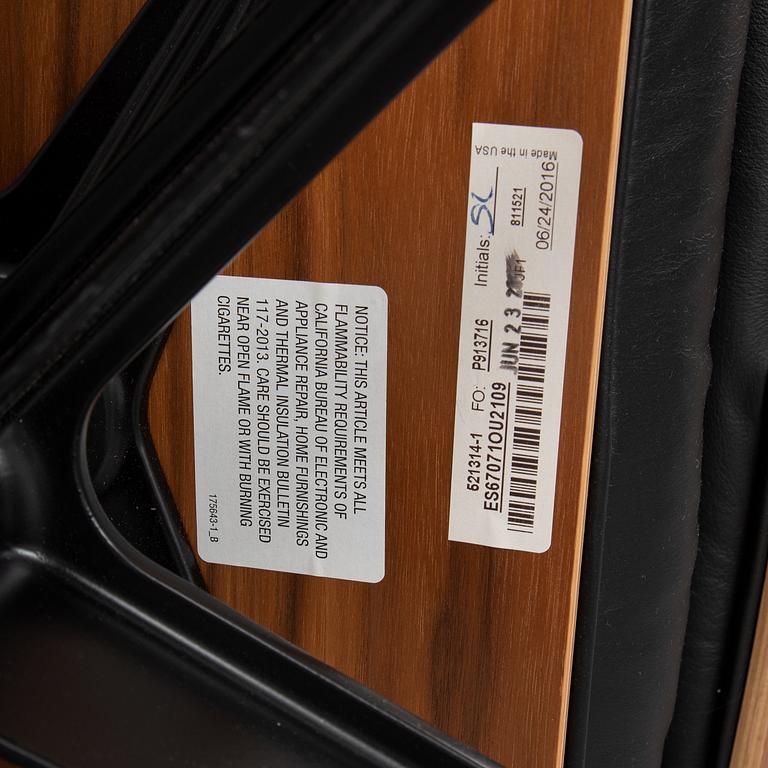 NOTICE: THIS ARTICLE MEETS ALL
FLAMMABILITY REQUIREMENTS OF
CALIFORNIA BUREAU OF ELECTRONIC AND
APPLIANCE REPAIR, HOME FURNISHINGS
AND THERMAL INSULATION BULLETIN
117-2013. CARE SHOULD BE EXERCISED
NEAR OPEN FLAME OR WITH BURNING
CIGARETTES.
175643-1_B
Made in the USA
521314-1 FO: P913716 Initials: SL
ES67071OU2109 JUN 23 811521
06/24/2016